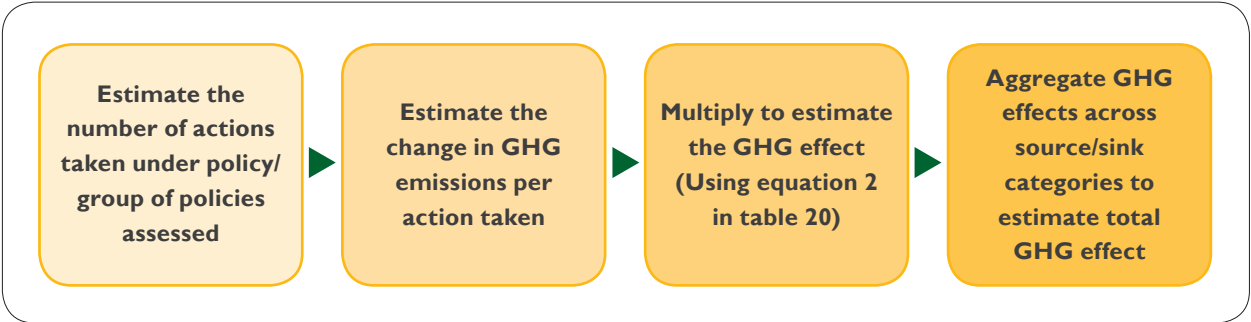 Estimate the
number of actions
taken under policy/
group of policies
assessed
Estimate the
change in GHG
emissions per
action taken
Multiply to estimate
the GHG effect
(Using equation 2
in table 20)
Aggregate GHG
effects across
source/sink
categories to
estimate total
GHG effect